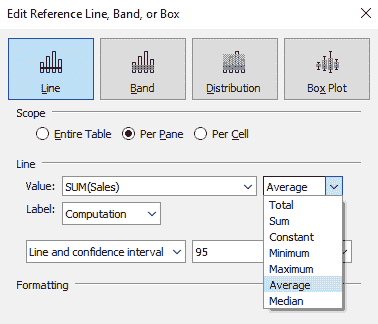 Edit Reference Line, Band, or Box
Line Band Distribution Box Plot
Scope
Entire Table Per Pane Per Cell
Line
Value: SUM(Sales) Average
Label: Computation
Total
Sum
Constant
Line and confidence interval 95
Minimum
Maximum
Average
Median
Formatting